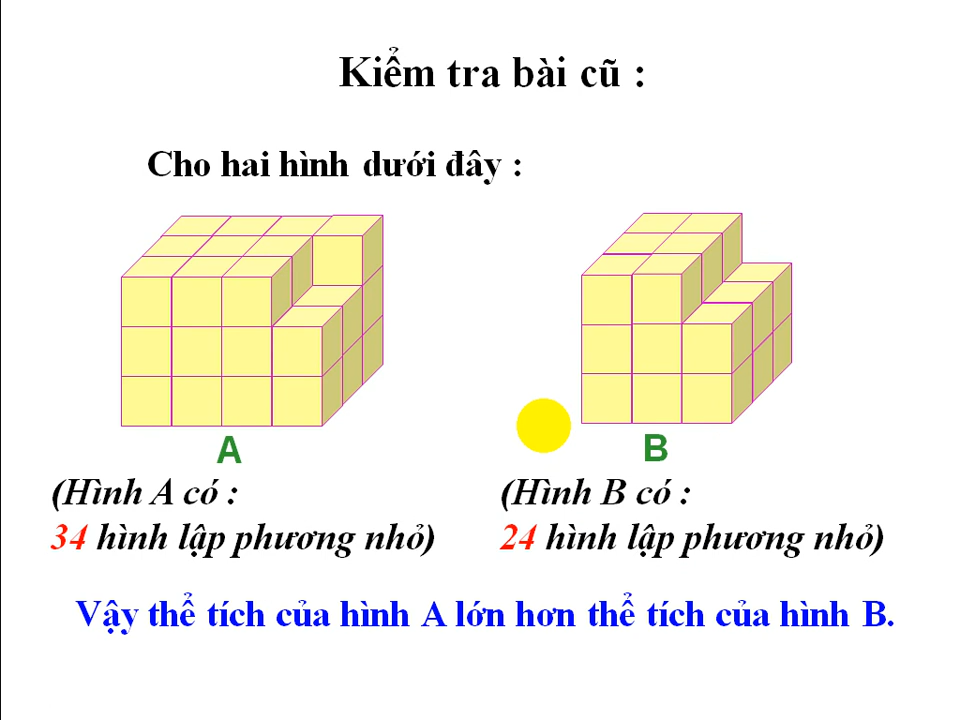 Kiểm tra bài cũ :
Cho hai hình dưới đây :
A
B
(Hình A có :
34 hình lập phương nhỏ)
(Hình B có :
24 hình lập phương nhỏ)
Vậy thể tích của hình A lớn hơn thể tích của hình B.